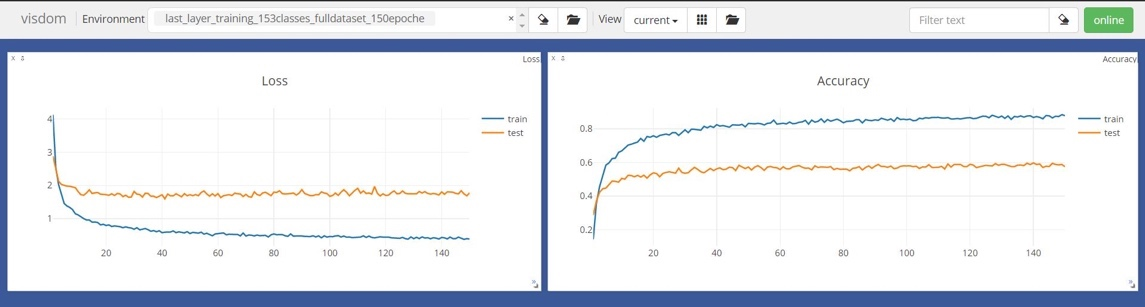 visdom Environment last_layer_training_153classes_fulldataset_150epoche × View current Filter text online
x Loss
Loss
4
3
2
1
20 40 60 80 100 120 140
train
test
x Accuracy
Accuracy
0.8
0.6
0.4
0.2
20 40 60 80 100 120 140
train
test